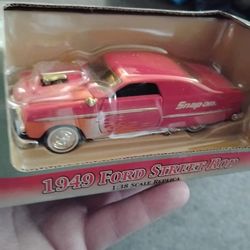 Snap-on
1949 FORD STREET ROD
1:38 SCALE REPLICA